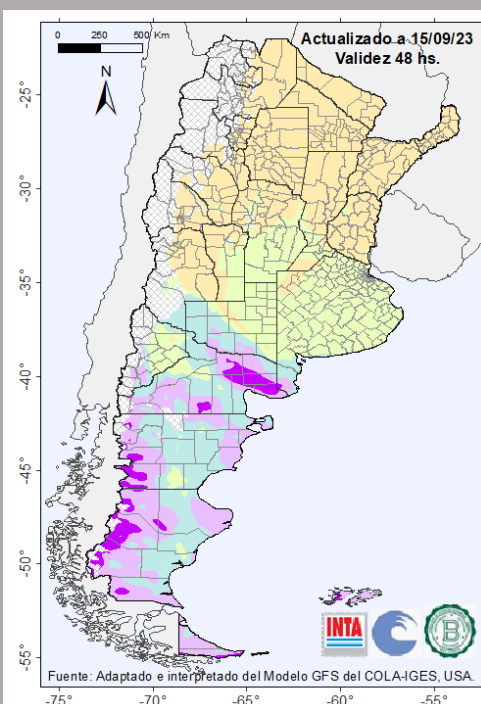 Actualizado a 15/09/23
Validez 48 hs.
0 250 500 Km
N
-25°
-30°
-35°
-40°
-45°
-50°
-55°
INTA
B
Fuente: Adaptado e interpretado del Modelo GFS del COLA-IGES, USA.
-75° -70° -65° -60° -55°